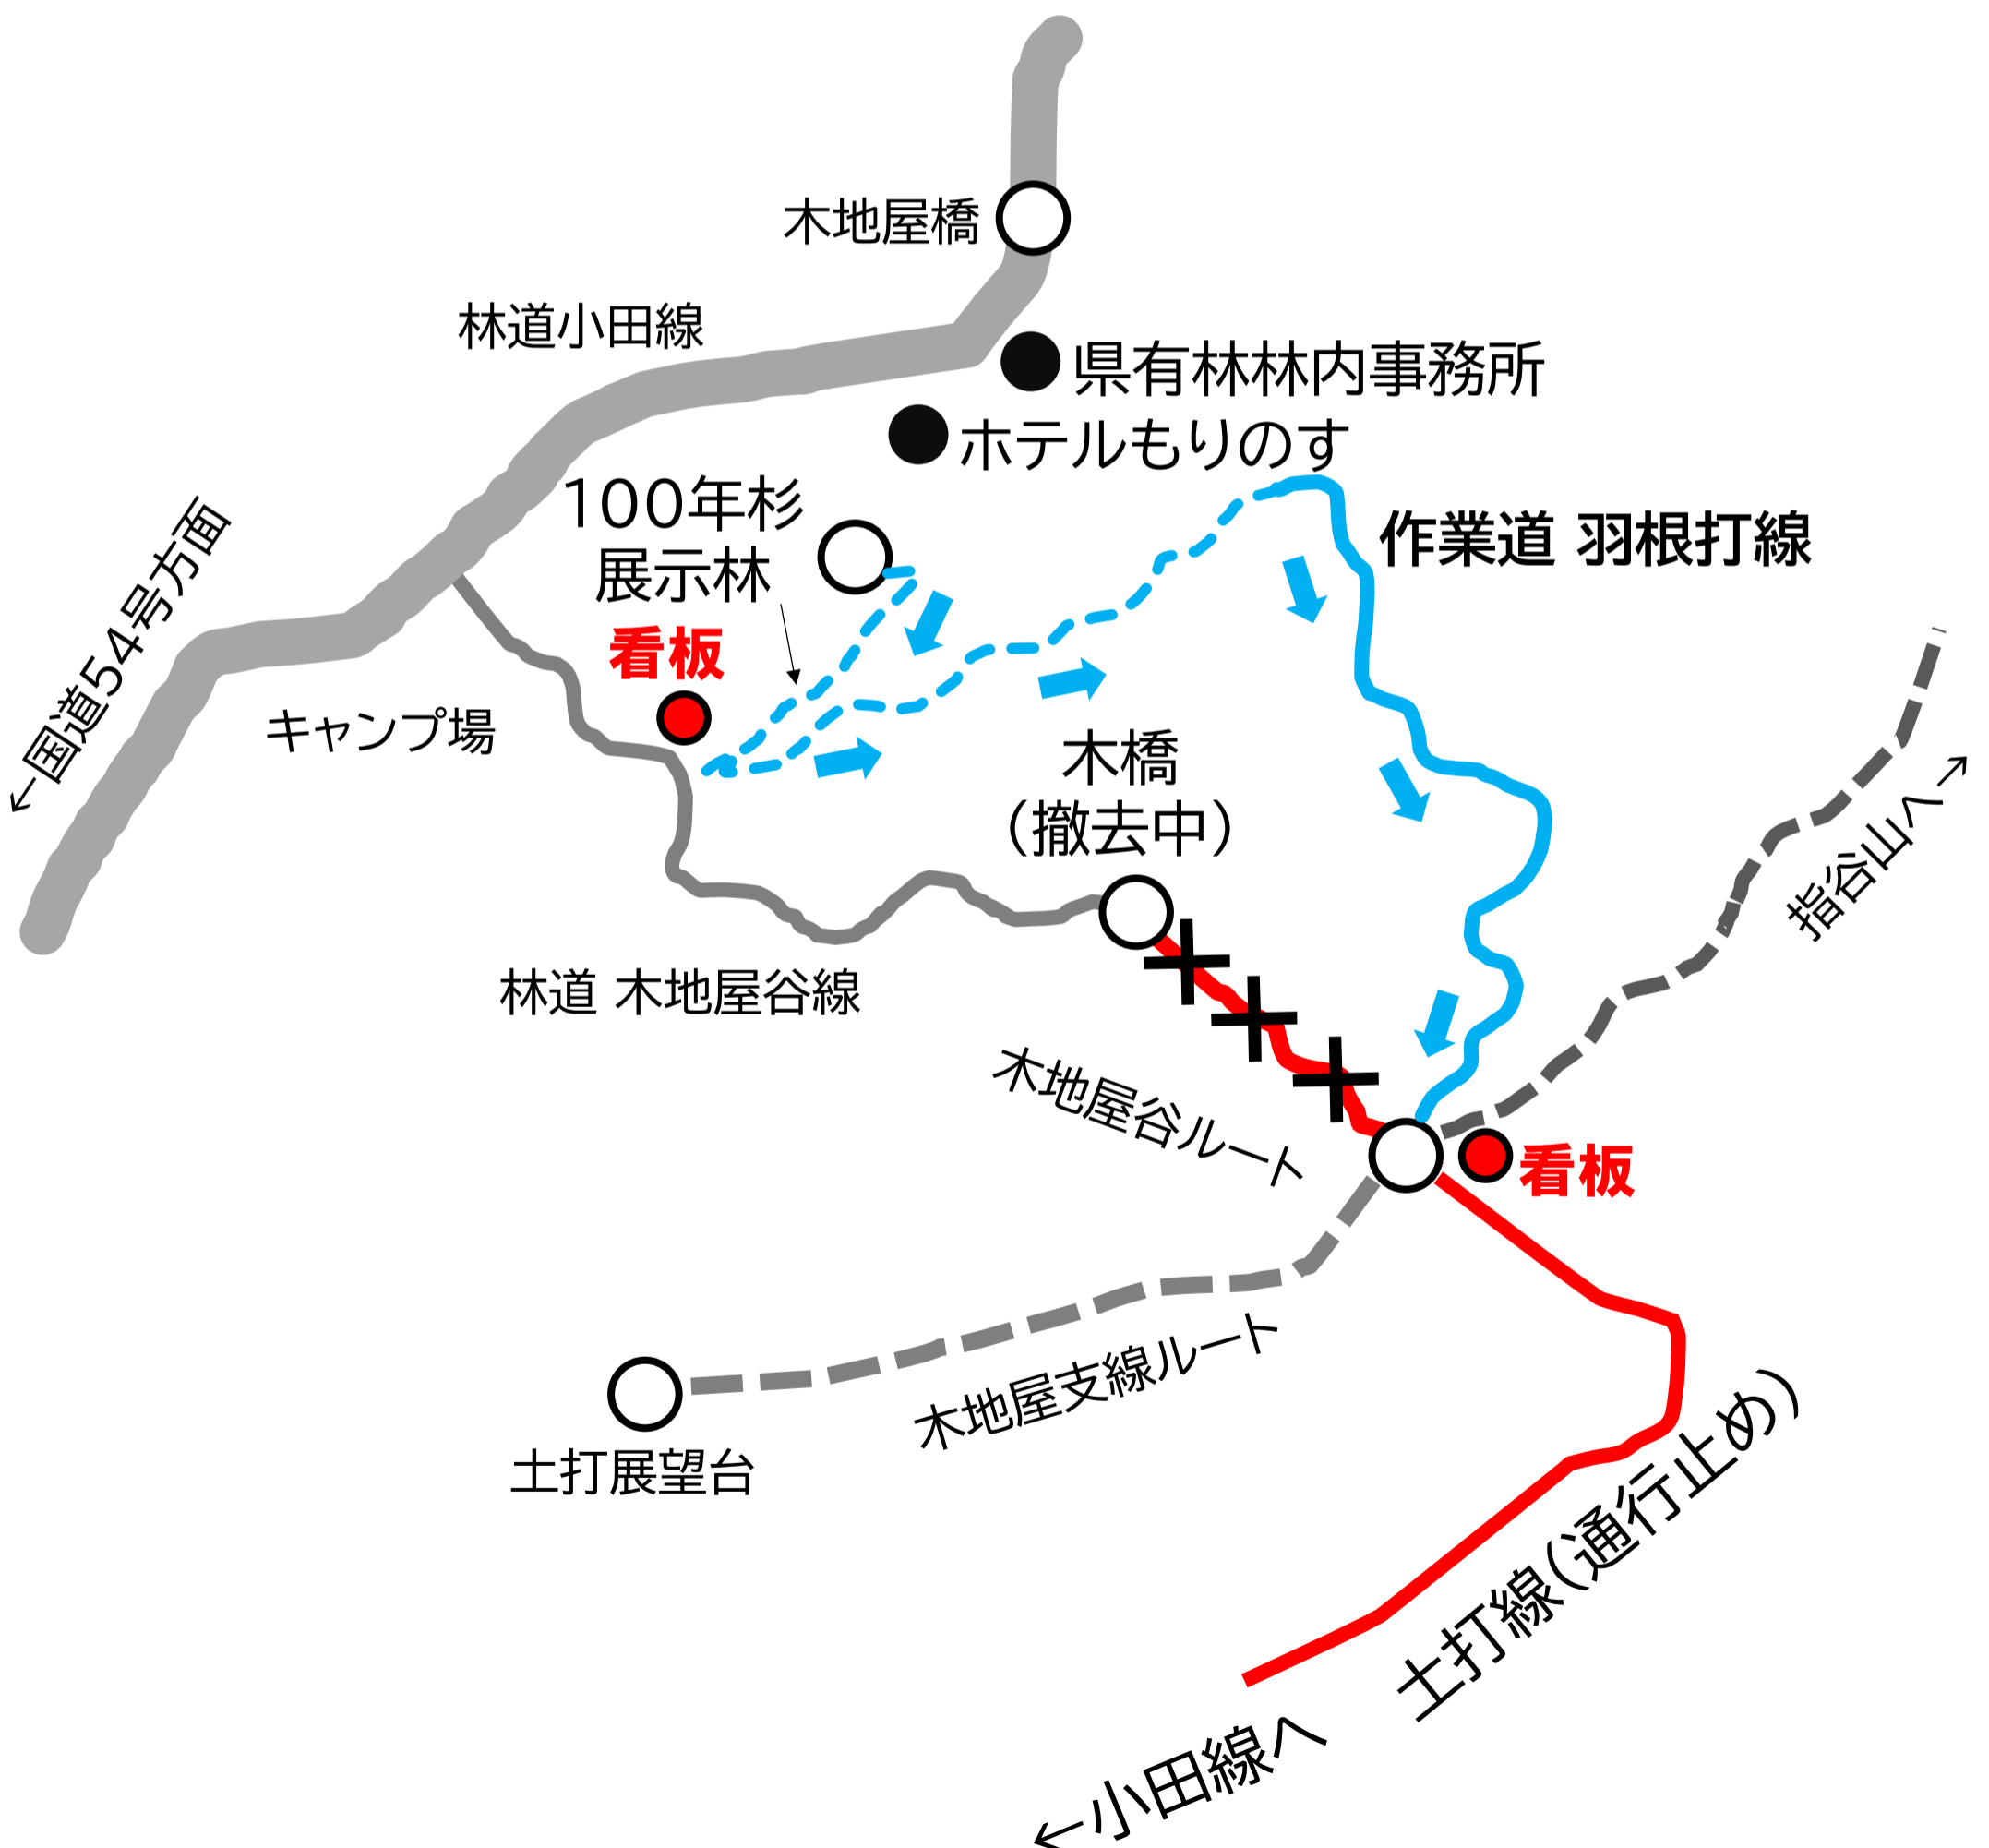 木地屋橋
林道小田線
県有林林内事務所
ホテルもりのす
←国道54号方面
100年杉
展示林
作業道 羽根打線
看板
キャンプ場
木橋
(撤去中)
指谷山へ→
林道 木地屋谷線
木地屋谷ルート
看板
木地屋支線ルート
土打展望台
土打線(通行止め)
←小田線へ